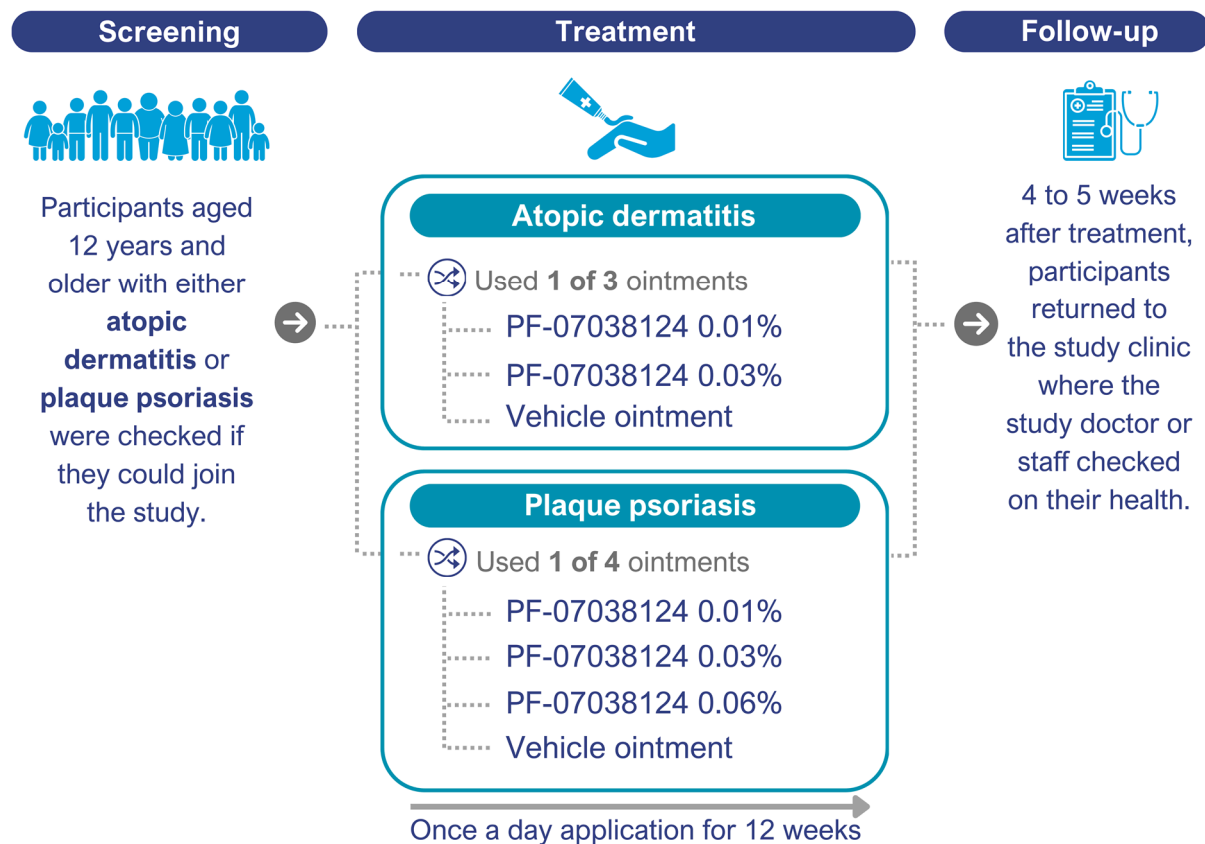 Screening
Participants aged
12 years and
older with either
atopic
dermatitis or
plaque psoriasis
were checked if
they could join
the study.
Treatment
Atopic dermatitis
Used 1 of 3 ointments
PF-07038124 0.01%
PF-07038124 0.03%
Vehicle ointment
Plaque psoriasis
Used 1 of 4 ointments
PF-07038124 0.01%
PF-07038124 0.03%
PF-07038124 0.06%
Vehicle ointment
Once a day application for 12 weeks
Follow-up
4 to 5 weeks
after treatment,
participants
returned to
the study clinic
where the
study doctor or
staff checked
on their health.